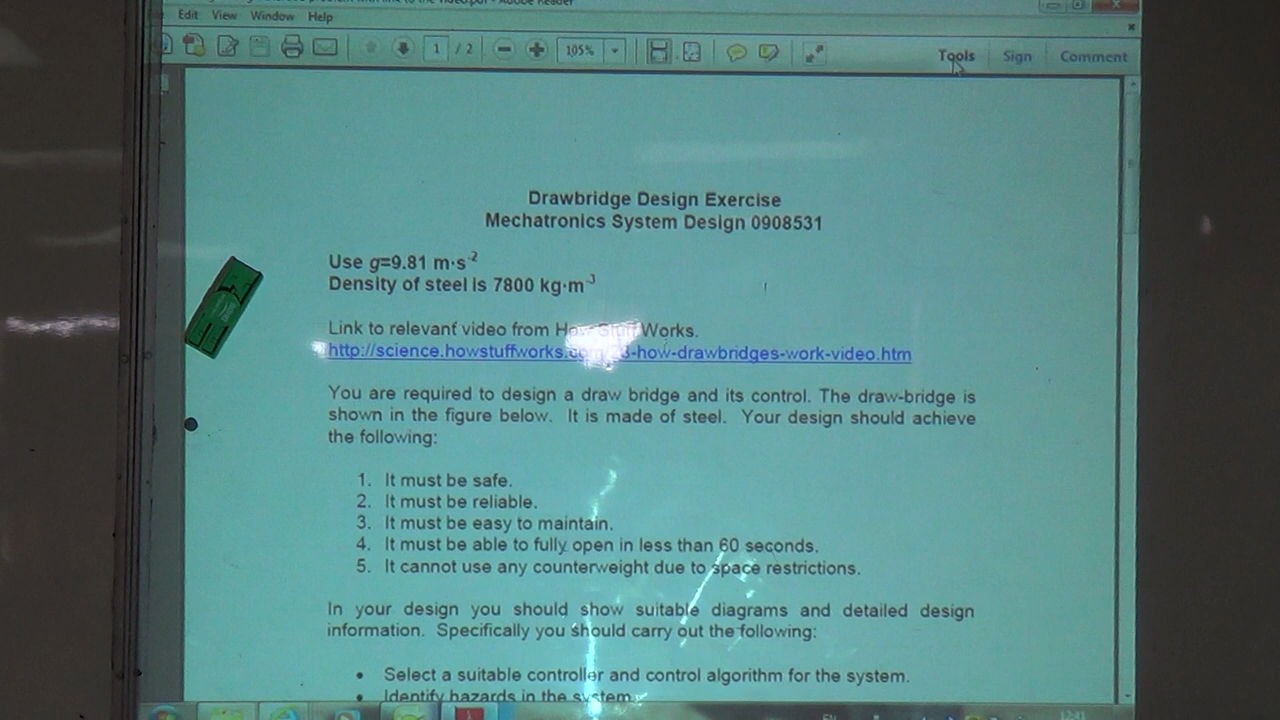 Edit View Window Help
1 / 2 105% Tools Sign Comment
Drawbridge Design Exercise
Mechatronics System Design 0908531
Use g=9.81 m·s-2
Density of steel is 7800 kg·m-3
Link to relevant video from How Stuff Works.
http://science.howstuffworks. -how-drawbridges-work-video.htm
You are required to design a draw bridge and its control. The draw-bridge is
shown in the figure below. It is made of steel. Your design should achieve
the following:
1. It must be safe.
2. It must be reliable.
3. It must be easy to maintain.
4. It must be able to fully open in less than 60 seconds.
5. It cannot use any counterweight due to space restrictions.
In your design you should show suitable diagrams and detailed design
information. Specifically you should carry out the following:
• Select a suitable controller and control algorithm for the system.
• Identify hazards in the system